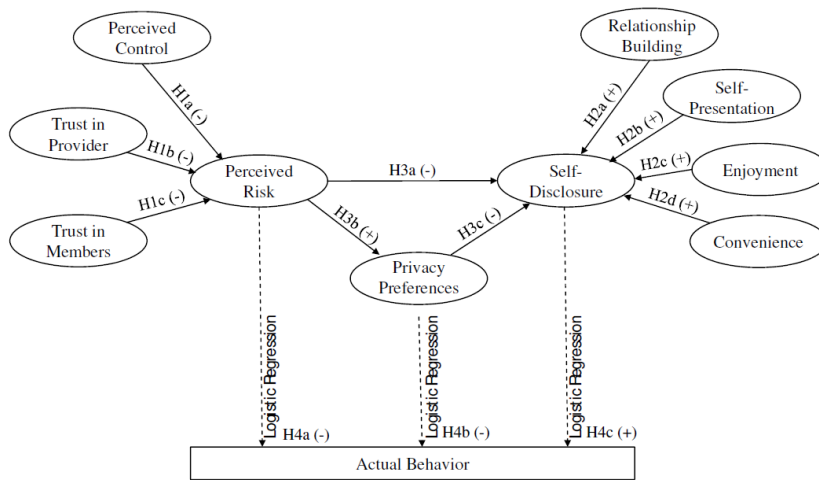 Perceived
Control
Relationship
Building
Self-
Presentation
H1a (-)
H2a (+)
H2b (+)
Trust in
Provider
H1b (-)
Perceived
Risk
H3a (-)
Self-
Disclosure
H2c (+)
Enjoyment
H1c (-)
H2d (+)
Trust in
Members
H3b (+)
H3c (-)
Convenience
Privacy
Preferences
Logistic Regression
Logistic Regression
Logistic Regression
H4a (-)
H4b (-)
H4c (+)
Actual Behavior